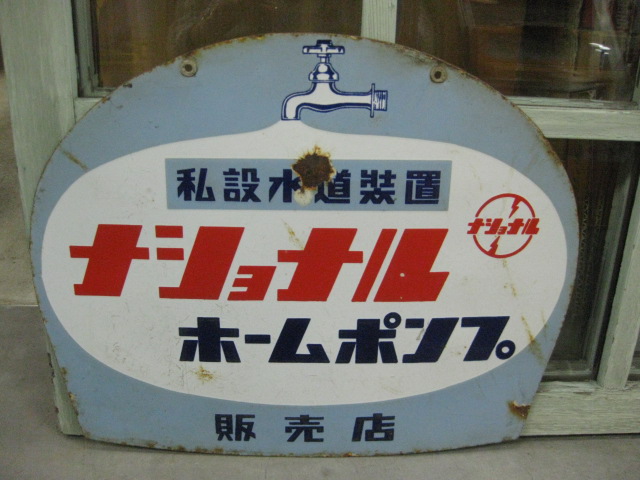 私設水道装置
ナショナル
ナショナル
ホームポンプ
販売店